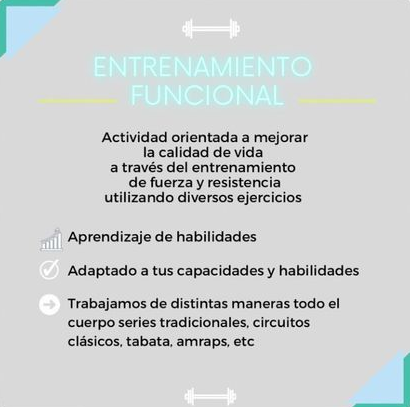 ENTRENAMIENTO
FUNCIONAL
Actividad orientada a mejorar
la calidad de vida
a través del entrenamiento
de fuerza y resistencia
utilizando diversos ejercicios
Aprendizaje de habilidades
Adaptado a tus capacidades y habilidades
Trabajamos de distintas maneras todo el
cuerpo series tradicionales, circuitos
clásicos, tabata, amraps, etc